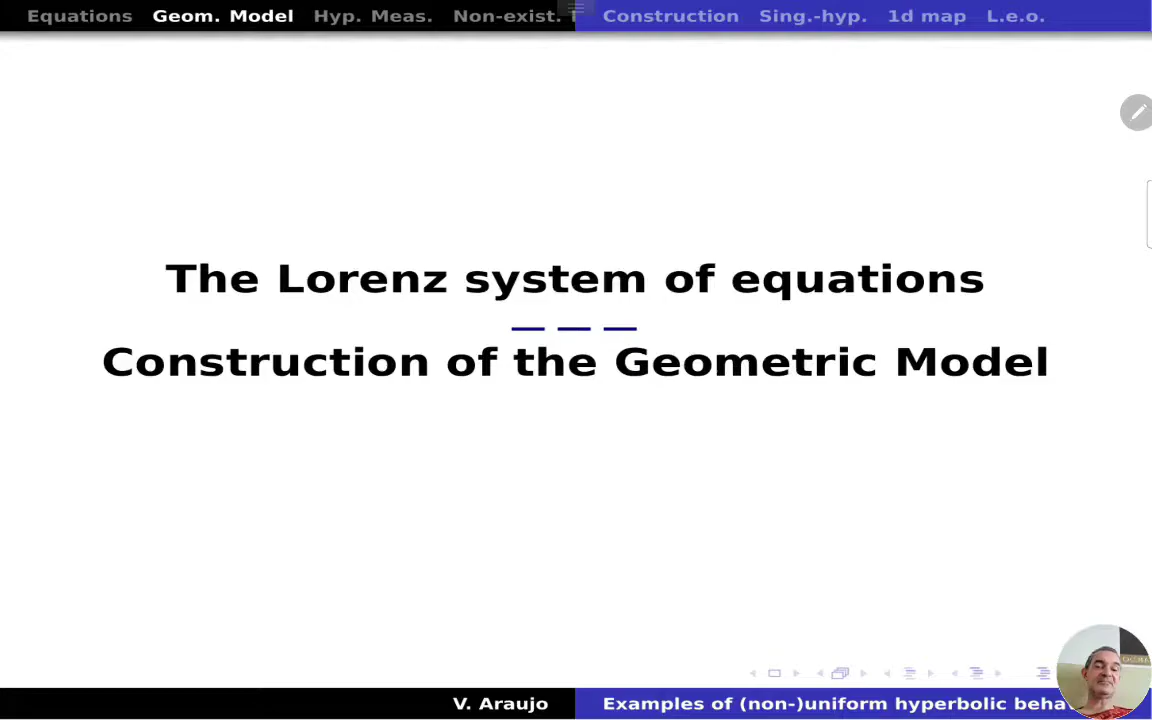 Equations Geom. Model Hyp. Meas. Non-exist. Construction Sing.-hyp. 1d map L.e.o.
The Lorenz system of equations
Construction of the Geometric Model
V. Araujo Examples of (non-)uniform hyperbolic